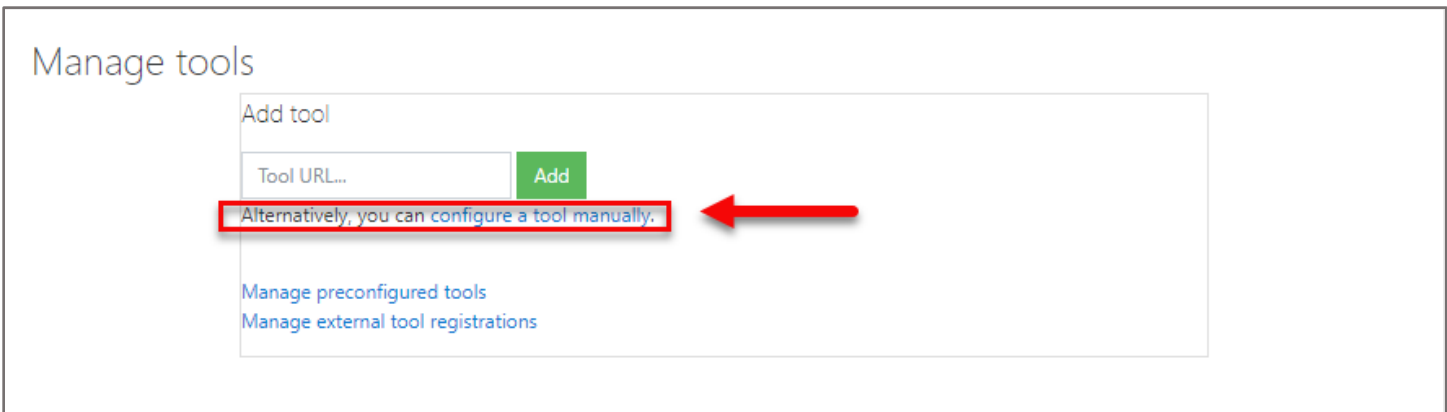 Manage tools
Add tool
Tool URL...
Add
Alternatively, you can configure a tool manually.
Manage preconfigured tools
Manage external tool registrations